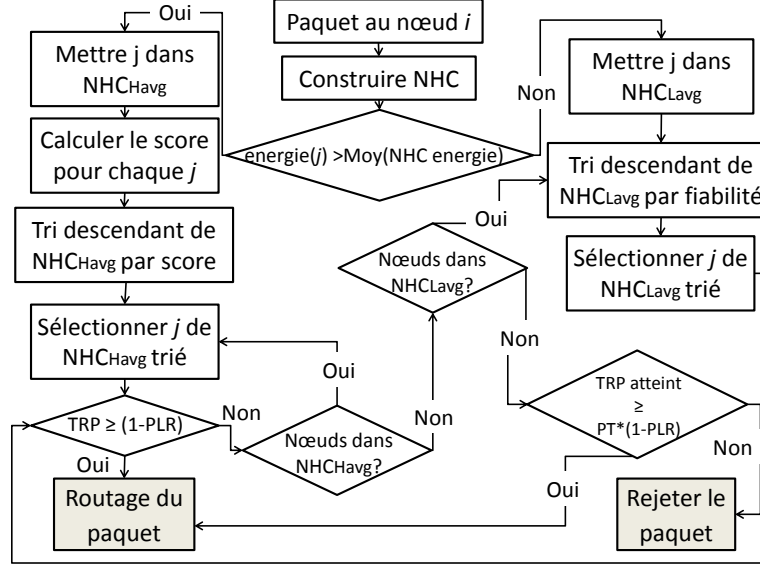 Oui
Paquet au nœud i
Mettre j dans
NHCHavg
Construire NHC
Non
Mettre j dans
NHCLavg
Calculer le score
pour chaque j
energie(j) >Moy(NHC energie)
Tri descendant de
NHCLavg par fiabilité
Oui
Tri descendant de
NHCHavg par score
Nœuds dans
NHCLavg?
Sélectionner j de
NHCLavg trié
Sélectionner j de
NHCHavg trié
Non
Oui
TRP atteint
≥
PT*(1-PLR)
TRP ≥ (1-PLR)
Non
Non
Nœuds dans
NHCHavg?
Non
Oui
Oui
Routage du
paquet
Rejeter le
paquet